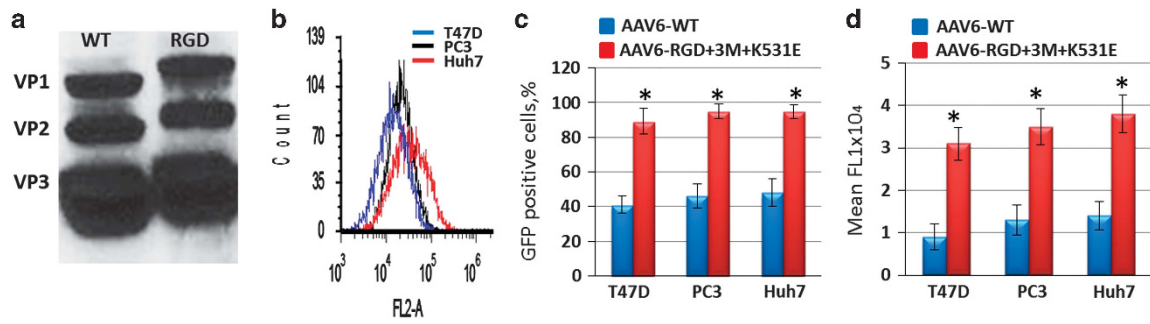 a
WT RGD
VP1
VP2
VP3
b
T47D
PC3
Huh7
139
104
70
35
0
Count
10³ 10⁴ 10⁵ 10⁶
FL2-A
c
AAV6-WT
AAV6-RGD+3M+K531E
120
100
80
60
40
20
0
GFP positive cells,%
* * *
T47D PC3 Huh7
d
AAV6-WT
AAV6-RGD+3M+K531E
5
4
3
2
1
0
Mean FL1x10₄
* * *
T47D PC3 Huh7